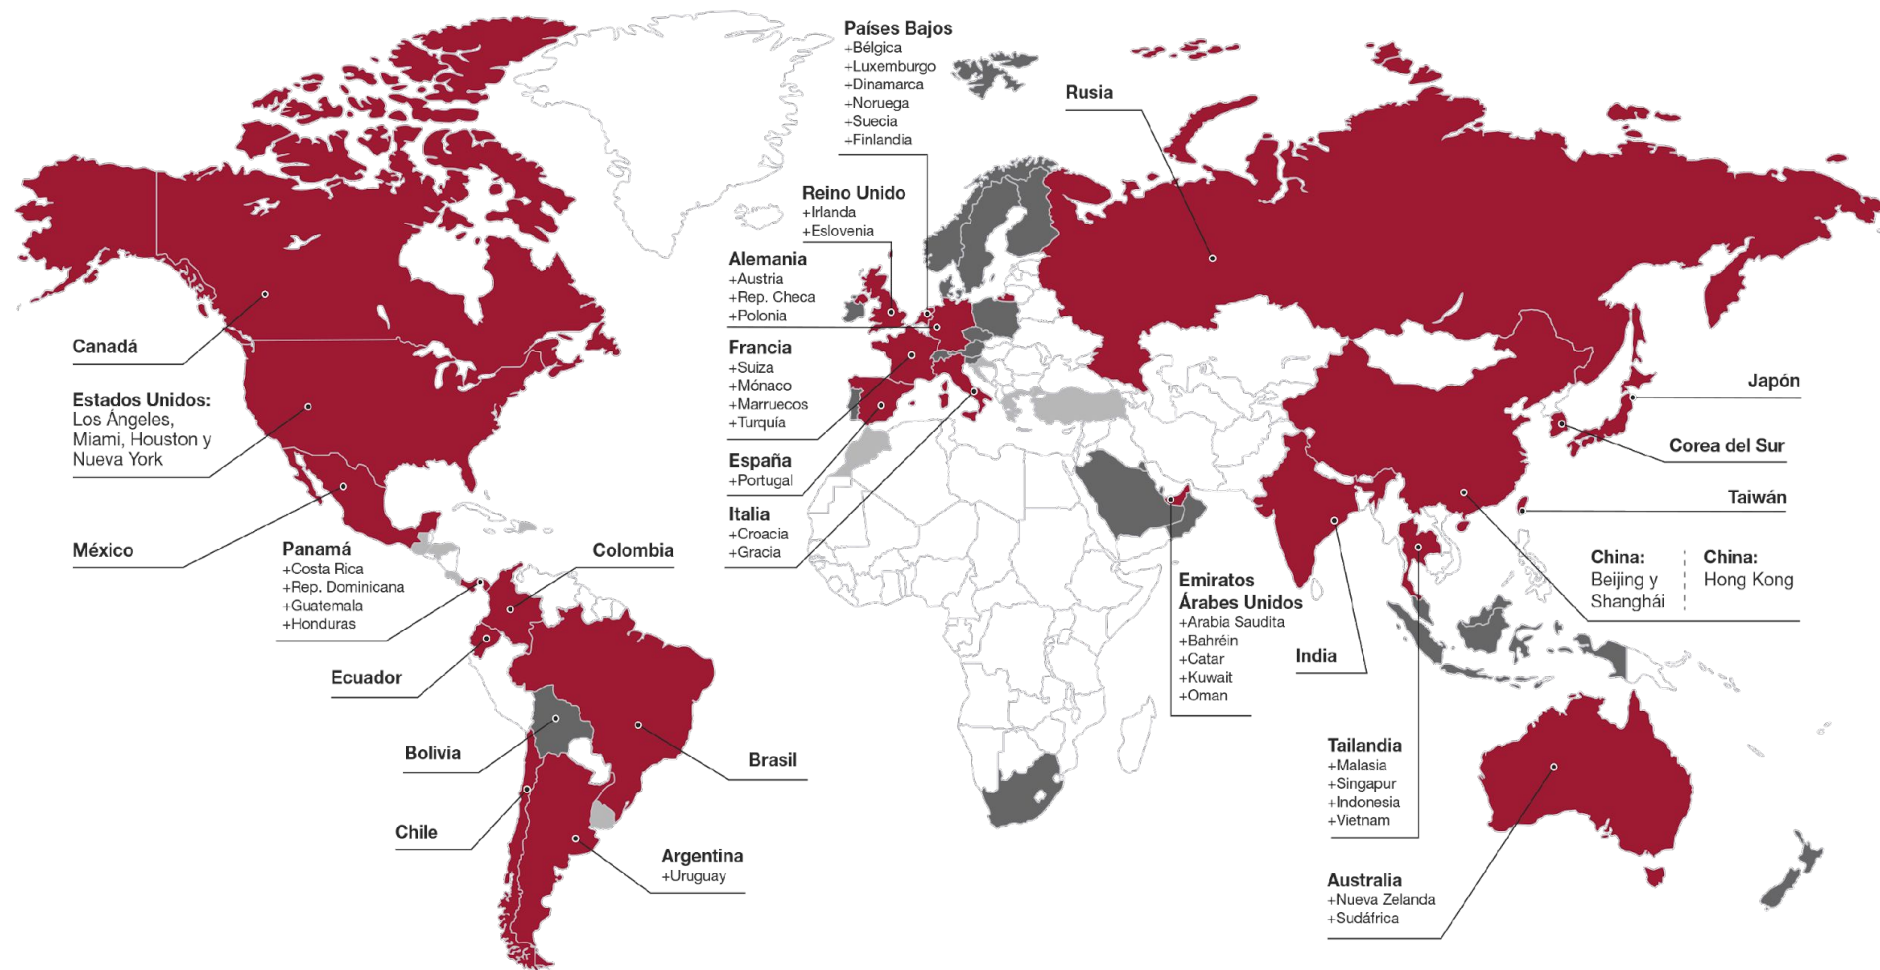 Países Bajos
+Bélgica
+Luxemburgo
+Dinamarca
+Noruega
+Suecia
+Finlandia
Rusia
Reino Unido
+Irlanda
+Eslovenia
Alemania
+Austria
+Rep. Checa
+Polonia
Canadá
Francia
+Suiza
+Mónaco
+Marruecos
+Turquía
Estados Unidos:
Los Ángeles,
Miami, Houston y
Nueva York
España
+Portugal
Italia
+Croacia
+Gracia
Japón
Corea del Sur
Taiwán
México
Panamá
+Costa Rica
+Rep. Dominicana
+Guatemala
+Honduras
Colombia
China:
Beijing y
Shanghái
China:
Hong Kong
Emiratos
Árabes Unidos
+Arabia Saudita
+Bahréin
+Catar
+Kuwait
+Oman
India
Ecuador
Bolivia
Brasil
Tailandia
+Malasia
+Singapur
+Indonesia
+Vietnam
Chile
Argentina
+Uruguay
Australia
+Nueva Zelanda
+Sudáfrica